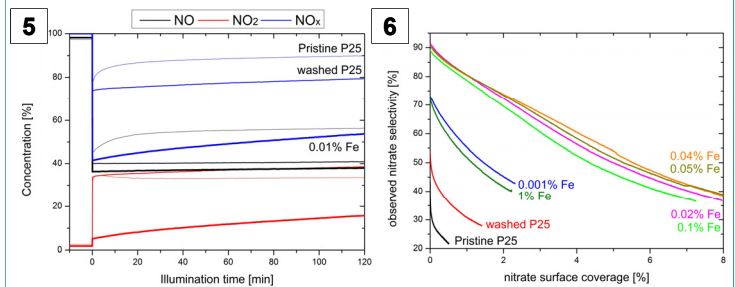 5
NO
NO2
NOx
Pristine P25
washed P25
0.01% Fe
100
80
60
40
20
0
0
20
40
60
80
100
120
Concentration [%]
Illumination time [min]
6
90
80
70
60
50
40
30
20
0
2
4
6
8
observed nitrate selectivity [%]
nitrate surface coverage [%]
0.04% Fe
0.05% Fe
0.001% Fe
1% Fe
0.02% Fe
0.1% Fe
washed P25
Pristine P25